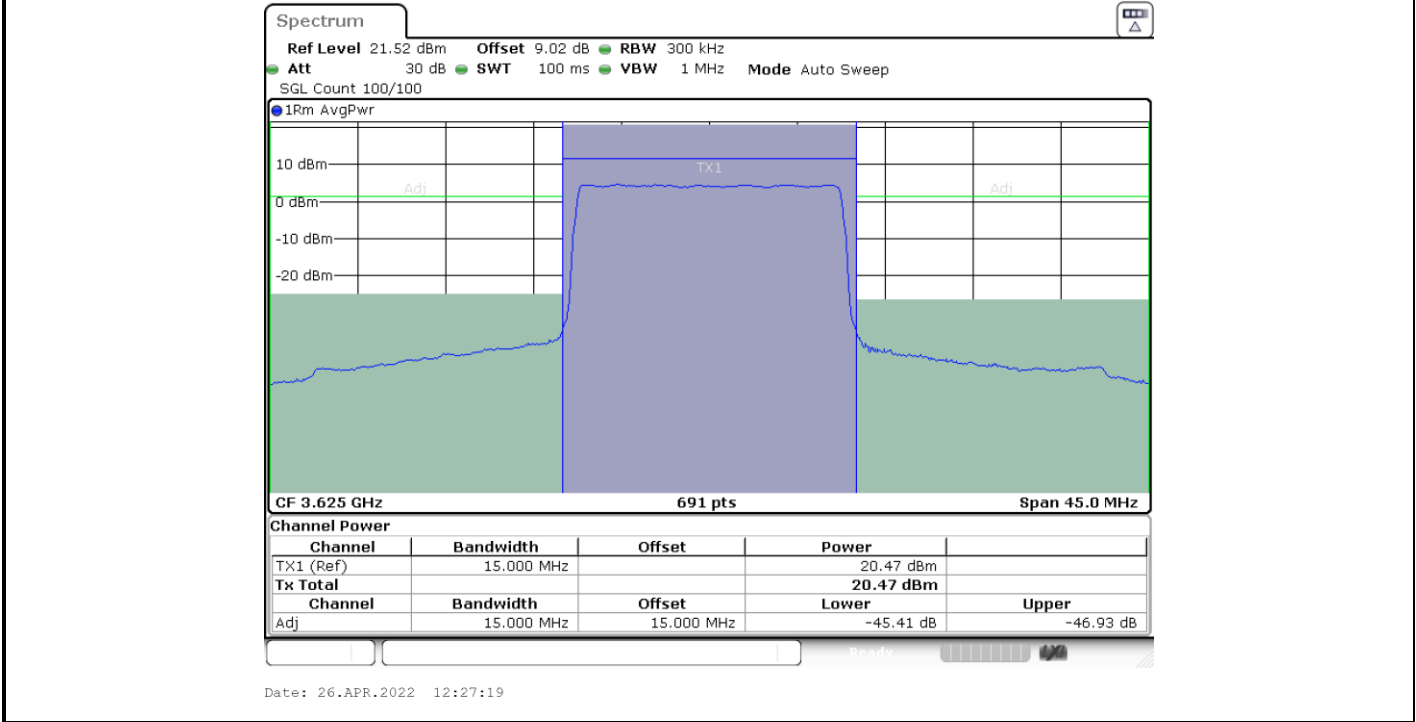 Spectrum
Ref Level 21.52 dBm Offset 9.02 dB RBW 300 kHz
Att 30 dB SWT 100 ms VBW 1 MHz Mode Auto Sweep
SGL Count 100/100
1Rm AvgPwr
10 dBm
TX1
Adj Adj
0 dBm
-10 dBm
-20 dBm
CF 3.625 GHz 691 pts Span 45.0 MHz
Channel Power
Channel Bandwidth Offset Power
TX1 (Ref) 15.000 MHz 20.47 dBm
Tx Total 20.47 dBm
Channel Bandwidth Offset Lower Upper
Adj 15.000 MHz 15.000 MHz -45.41 dB -46.93 dB
Ready
Date: 26.APR.2022 12:27:19